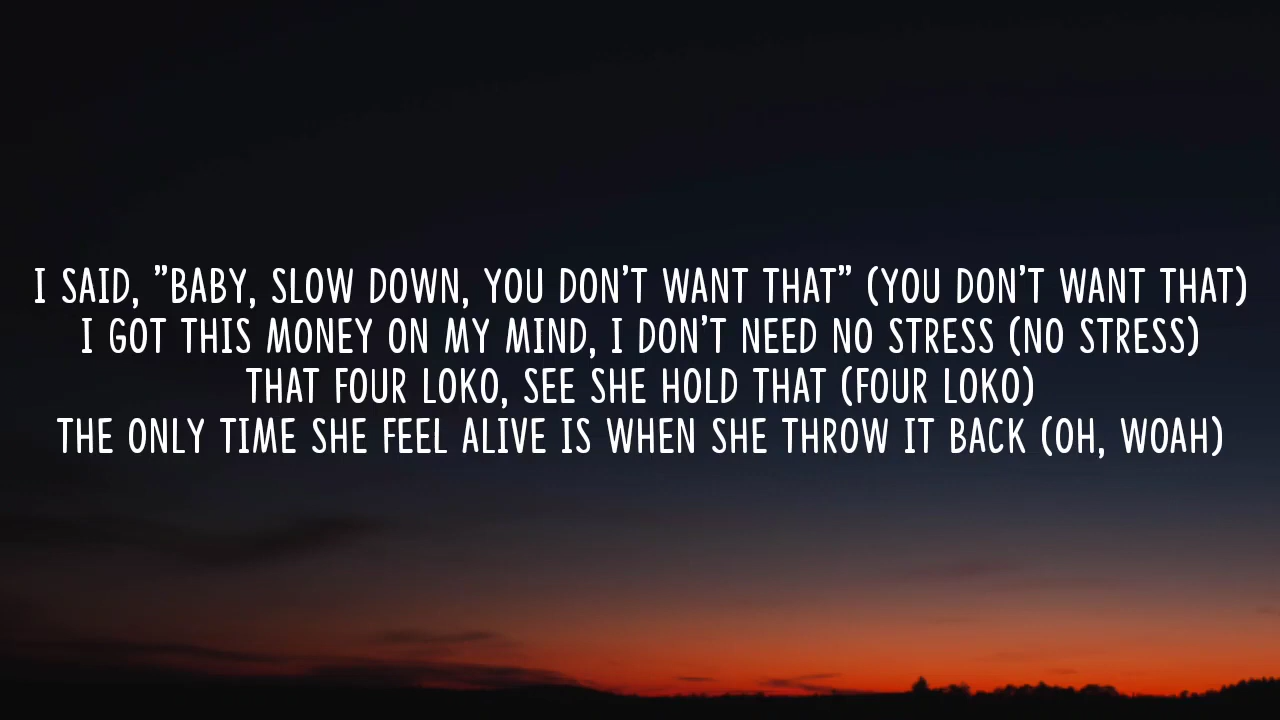 I SAID, "BABY, SLOW DOWN, YOU DON'T WANT THAT" (YOU DON'T WANT THAT)
I GOT THIS MONEY ON MY MIND, I DON'T NEED NO STRESS (NO STRESS)
THAT FOUR LOKO, SEE SHE HOLD THAT (FOUR LOKO)
THE ONLY TIME SHE FEEL ALIVE IS WHEN SHE THROW IT BACK (OH, WOAH)